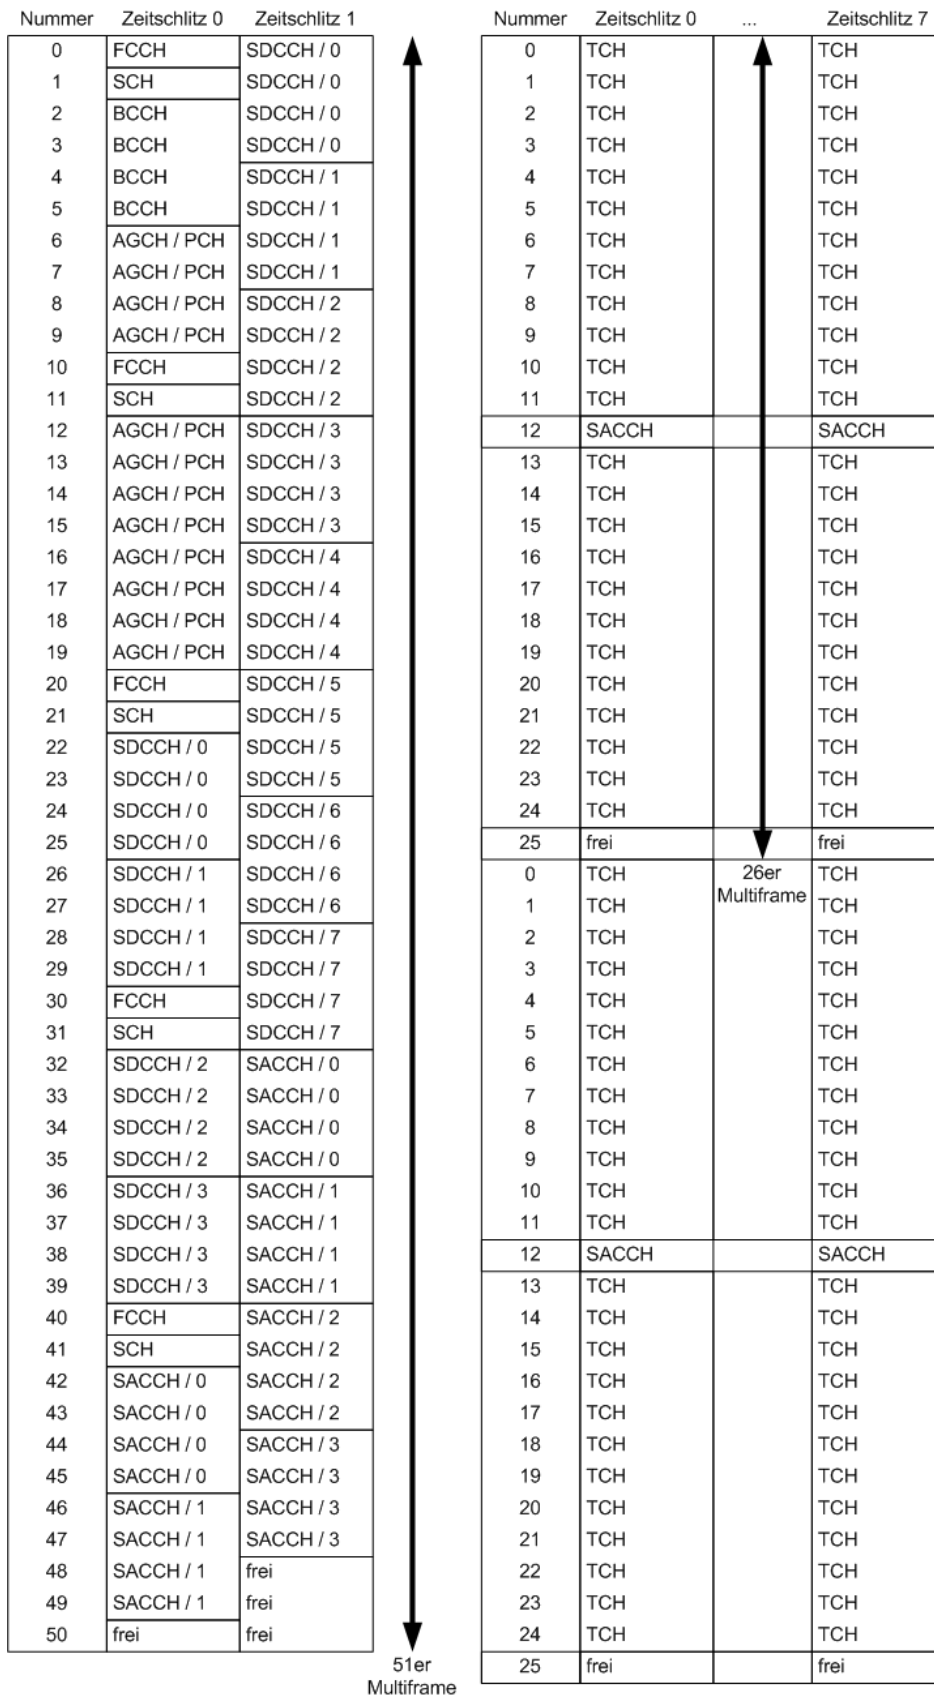 Nummer Zeitschlitz 0 Zeitschlitz 1
0 FCCH SDCCH / 0
1 SCH SDCCH / 0
2 BCCH SDCCH / 0
3 BCCH SDCCH / 0
4 BCCH SDCCH / 1
5 BCCH SDCCH / 1
6 AGCH / PCH SDCCH / 1
7 AGCH / PCH SDCCH / 1
8 AGCH / PCH SDCCH / 2
9 AGCH / PCH SDCCH / 2
10 FCCH SDCCH / 2
11 SCH SDCCH / 2
12 AGCH / PCH SDCCH / 3
13 AGCH / PCH SDCCH / 3
14 AGCH / PCH SDCCH / 3
15 AGCH / PCH SDCCH / 3
16 AGCH / PCH SDCCH / 4
17 AGCH / PCH SDCCH / 4
18 AGCH / PCH SDCCH / 4
19 AGCH / PCH SDCCH / 4
20 FCCH SDCCH / 5
21 SCH SDCCH / 5
22 SDCCH / 0 SDCCH / 5
23 SDCCH / 0 SDCCH / 5
24 SDCCH / 0 SDCCH / 6
25 SDCCH / 0 SDCCH / 6
26 SDCCH / 1 SDCCH / 6
27 SDCCH / 1 SDCCH / 6
28 SDCCH / 1 SDCCH / 7
29 SDCCH / 1 SDCCH / 7
30 FCCH SDCCH / 7
31 SCH SDCCH / 7
32 SDCCH / 2 SACCH / 0
33 SDCCH / 2 SACCH / 0
34 SDCCH / 2 SACCH / 0
35 SDCCH / 2 SACCH / 0
36 SDCCH / 3 SACCH / 1
37 SDCCH / 3 SACCH / 1
38 SDCCH / 3 SACCH / 1
39 SDCCH / 3 SACCH / 1
40 FCCH SACCH / 2
41 SCH SACCH / 2
42 SACCH / 0 SACCH / 2
43 SACCH / 0 SACCH / 2
44 SACCH / 0 SACCH / 3
45 SACCH / 0 SACCH / 3
46 SACCH / 1 SACCH / 3
47 SACCH / 1 SACCH / 3
48 SACCH / 1 frei
49 SACCH / 1 frei
50 frei frei
51er
Multiframe
Nummer Zeitschlitz 0 ... Zeitschlitz 7
0 TCH TCH
1 TCH TCH
2 TCH TCH
3 TCH TCH
4 TCH TCH
5 TCH TCH
6 TCH TCH
7 TCH TCH
8 TCH TCH
9 TCH TCH
10 TCH TCH
11 TCH TCH
12 SACCH SACCH
13 TCH TCH
14 TCH TCH
15 TCH TCH
16 TCH TCH
17 TCH TCH
18 TCH TCH
19 TCH TCH
20 TCH TCH
21 TCH TCH
22 TCH TCH
23 TCH TCH
24 TCH TCH
25 frei frei
0 TCH 26er TCH
1 TCH Multiframe TCH
2 TCH TCH
3 TCH TCH
4 TCH TCH
5 TCH TCH
6 TCH TCH
7 TCH TCH
8 TCH TCH
9 TCH TCH
10 TCH TCH
11 TCH TCH
12 SACCH SACCH
13 TCH TCH
14 TCH TCH
15 TCH TCH
16 TCH TCH
17 TCH TCH
18 TCH TCH
19 TCH TCH
20 TCH TCH
21 TCH TCH
22 TCH TCH
23 TCH TCH
24 TCH TCH
25 frei frei